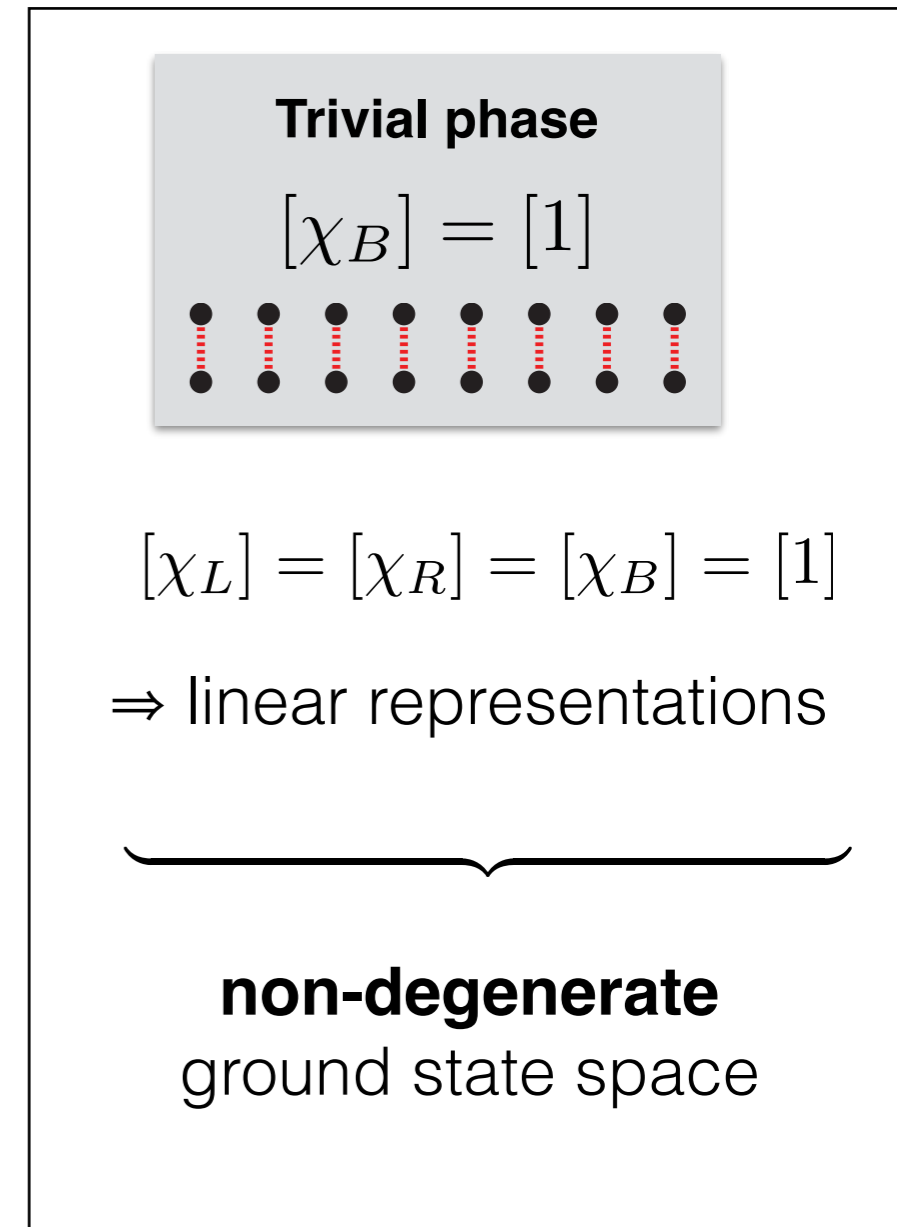 Trivial phase
[χ_B] = [1]
[χ_L] = [χ_R] = [χ_B] = [1]
⇒ linear representations
non-degenerate
ground state space